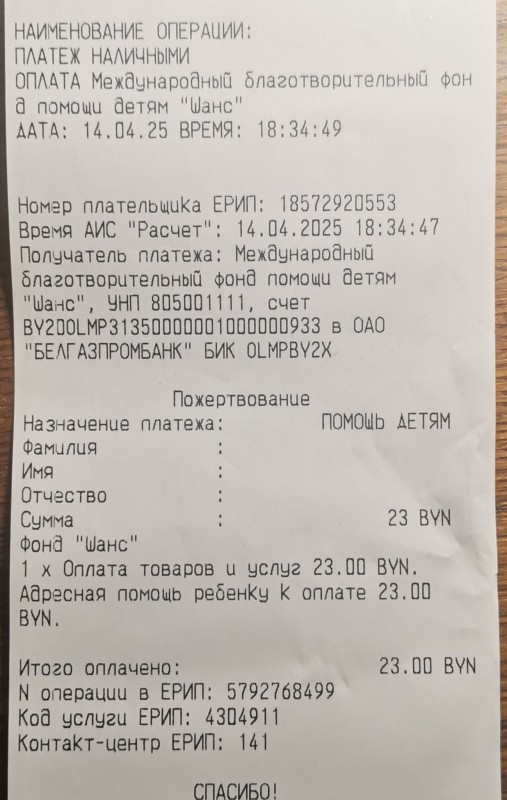 НАИМЕНОВАНИЕ ОПЕРАЦИИ:
ПЛАТЕЖ НАЛИЧНЫМИ
ОПЛАТА Международный благотворительный фон
д помощи детям "Шанс"
ДАТА: 14.04.25 ВРЕМЯ: 18:34:49
Номер плательщика ЕРИП: 18572920553
Время АИС "Расчет": 14.04.2025 18:34:47
Получатель платежа: Международный
благотворительный фонд помощи детям
"Шанс", УНП 805001111, счет
BY20OLMP31350000001000000933 в ОАО
"БЕЛГАЗПРОМБАНК" БИК OLMPBY2X
Пожертвование
Назначение платежа: ПОМОЩЬ ДЕТЯМ
Фамилия :
Имя :
Отчество :
Сумма : 23 BYN
Фонд "Шанс"
1 x Оплата товаров и услуг 23.00 BYN.
Адресная помощь ребенку к оплате 23.00
BYN.
Итого оплачено: 23.00 BYN
N операции в ЕРИП: 5792768499
Код услуги ЕРИП: 4304911
Контакт-центр ЕРИП: 141
СПАСИБО!